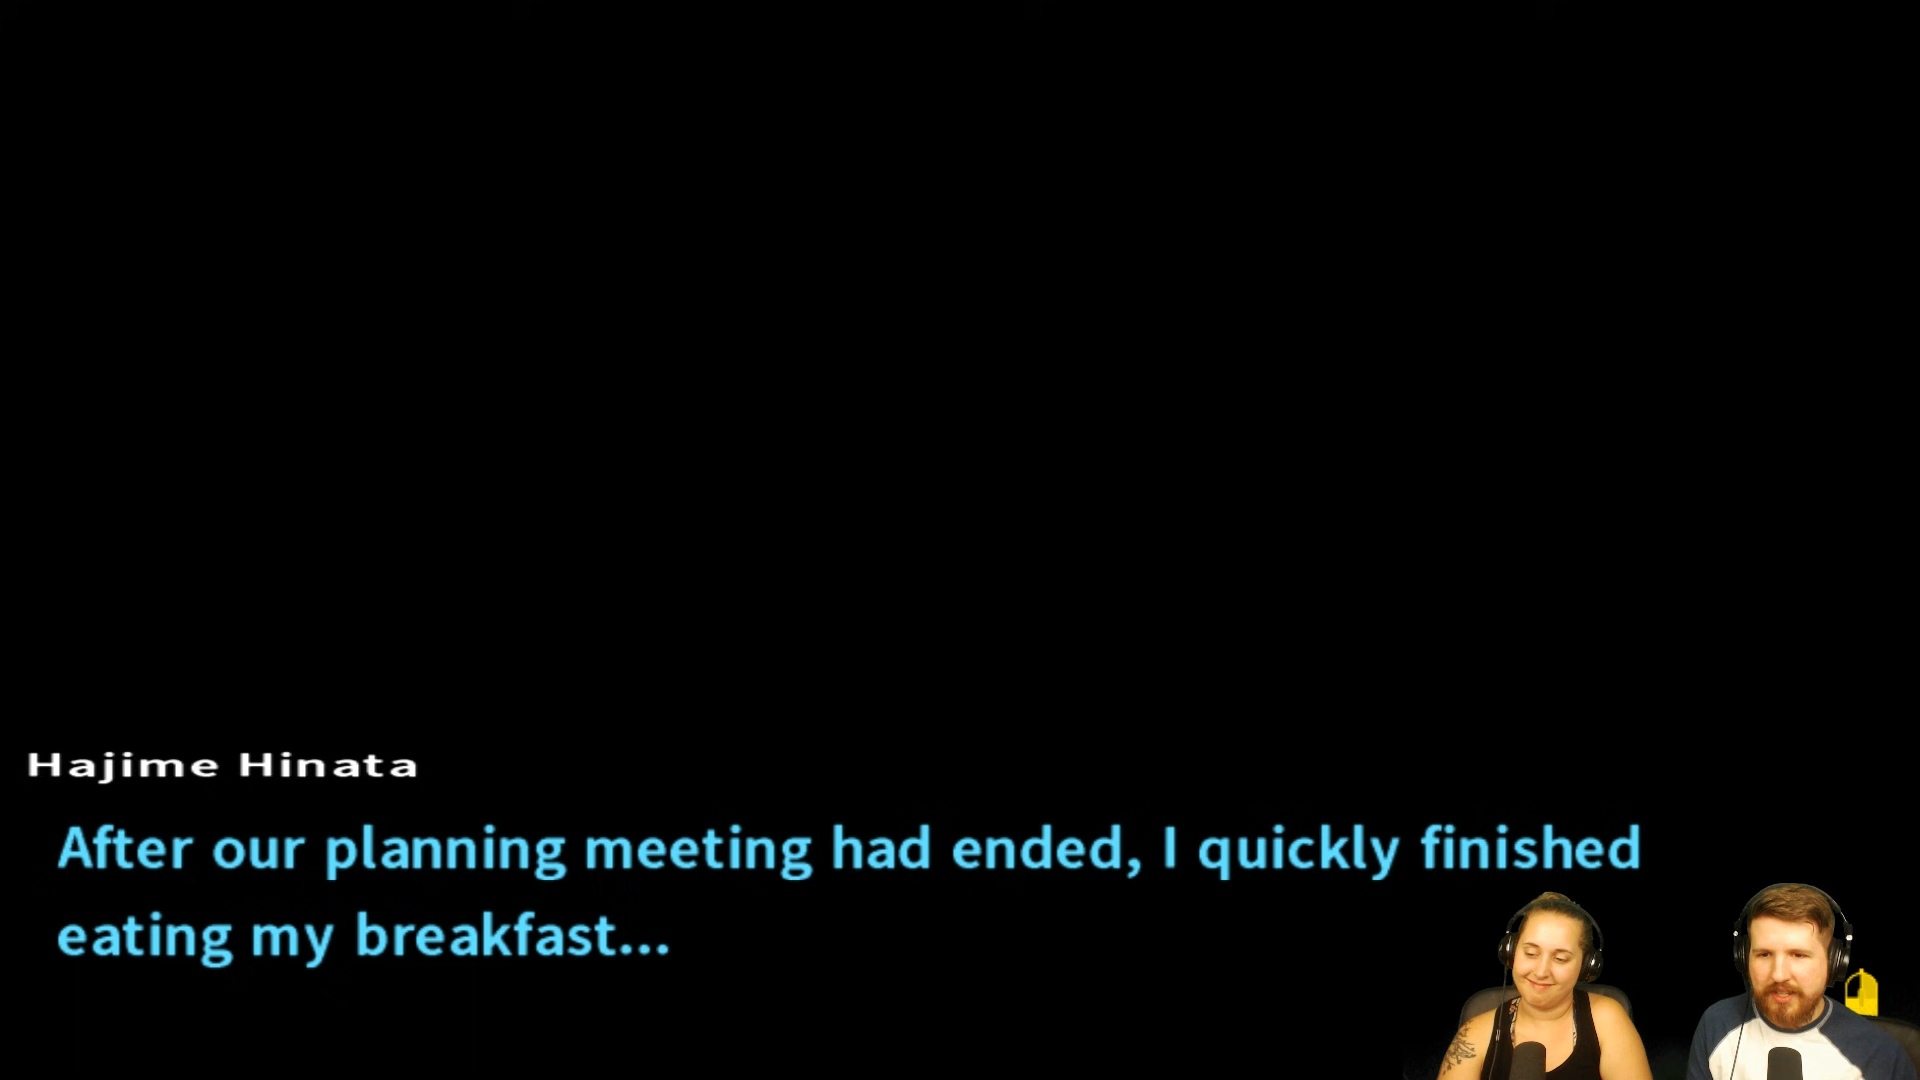 Hajime Hinata
After our planning meeting had ended, I quickly finished
eating my breakfast...